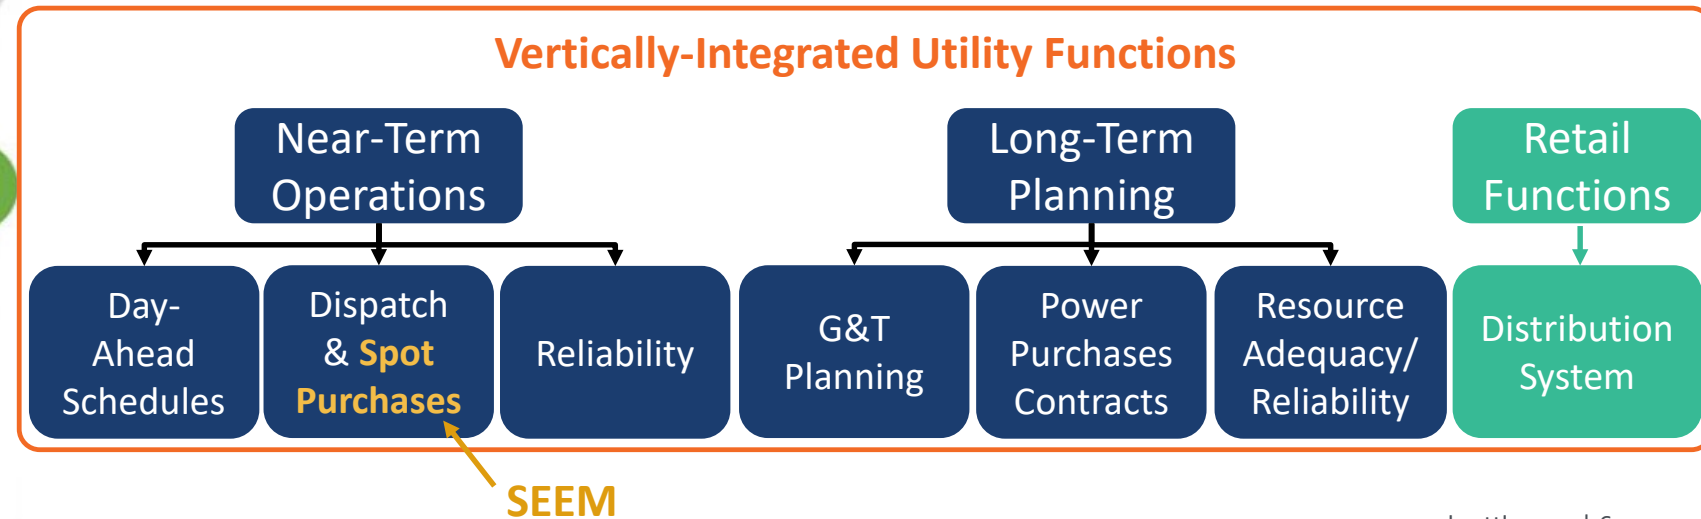 Vertically-Integrated Utility Functions
Near-Term
Operations
Long-Term
Planning
Retail
Functions
Day-
Ahead
Schedules
Dispatch
& Spot
Purchases
Reliability
G&T
Planning
Power
Purchases
Contracts
Resource
Adequacy/
Reliability
Distribution
System
SEEM